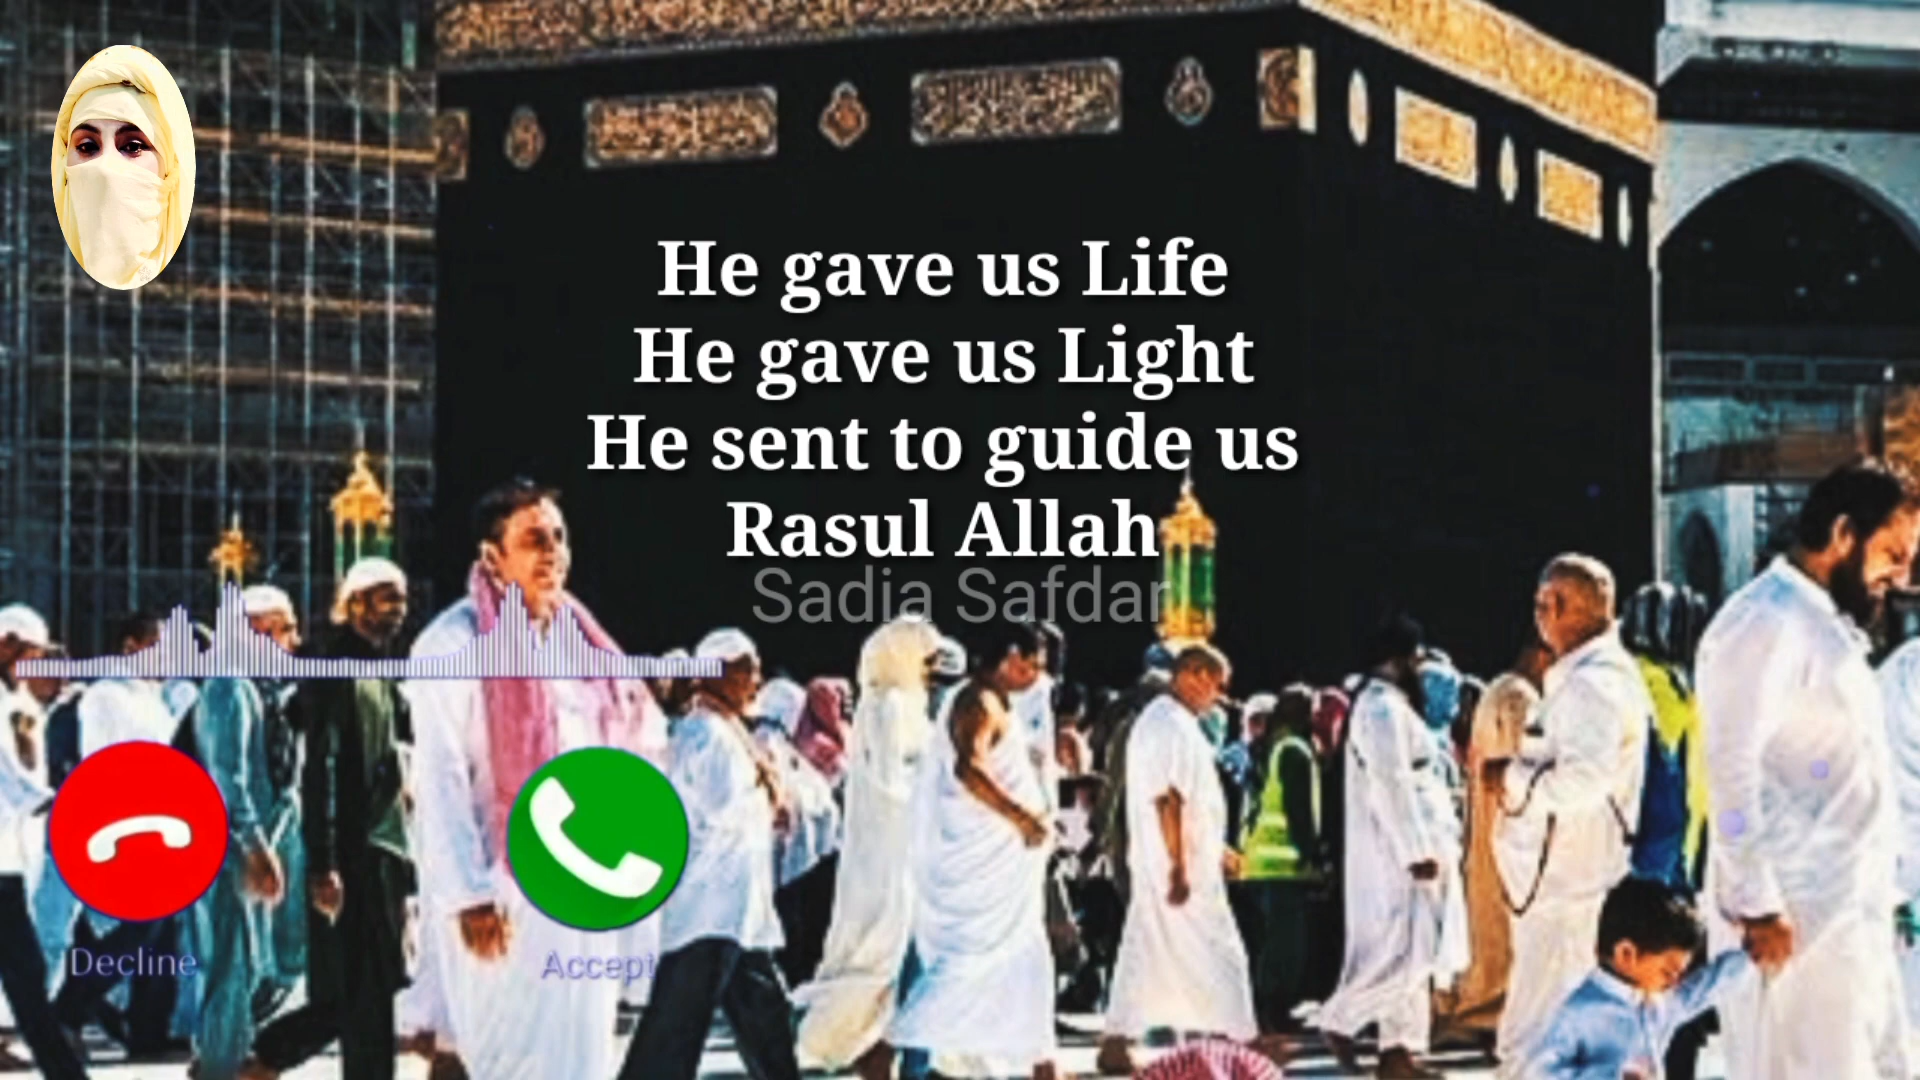 He gave us Life
He gave us Light
He sent to guide us
Rasul Allah
Sadia Safdar
Decline
Accept